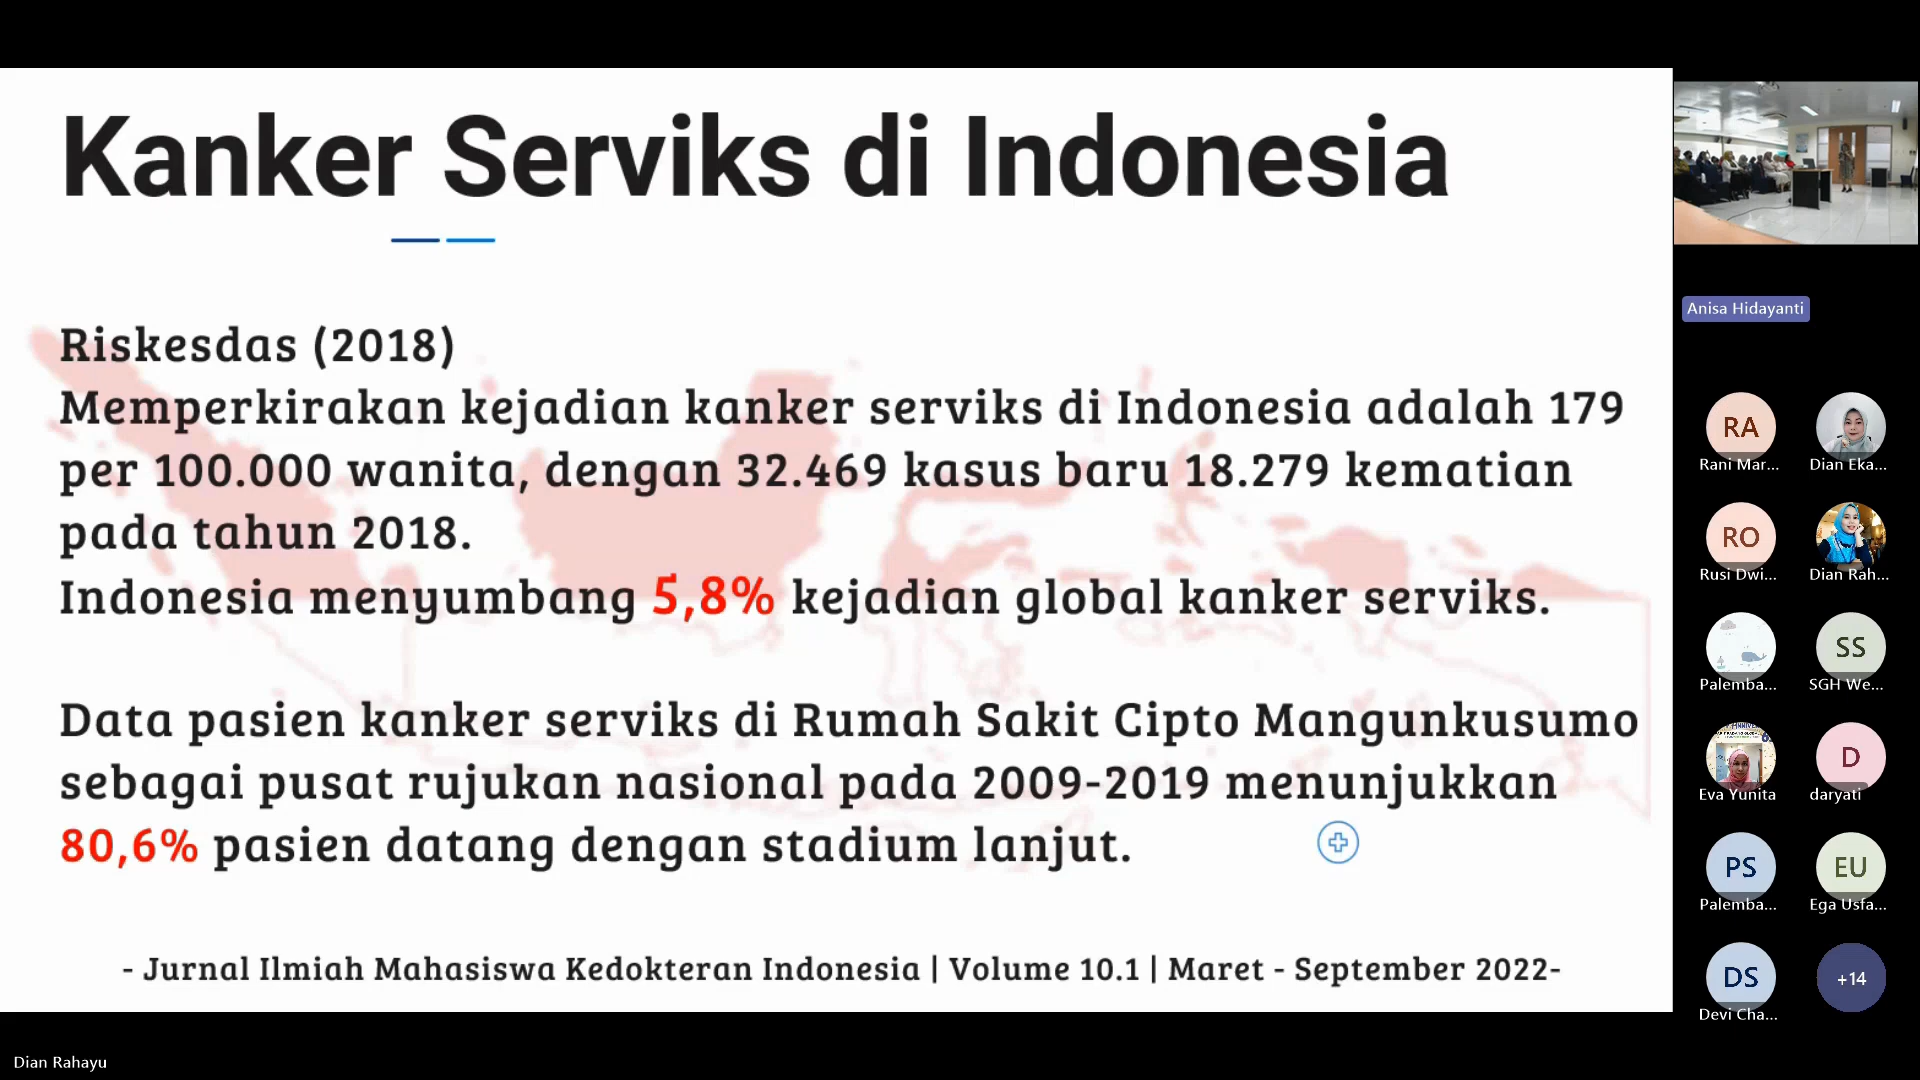 Kanker Serviks di Indonesia
Riskesdas (2018)
Memperkirakan kejadian kanker serviks di Indonesia adalah 179
per 100.000 wanita, dengan 32.469 kasus baru 18.279 kematian
pada tahun 2018.
Indonesia menyumbang 5,8% kejadian global kanker serviks.
Data pasien kanker serviks di Rumah Sakit Cipto Mangunkusumo
sebagai pusat rujukan nasional pada 2009-2019 menunjukkan
80,6% pasien datang dengan stadium lanjut.
- Jurnal Ilmiah Mahasiswa Kedokteran Indonesia | Volume 10.1 | Maret - September 2022-
Dian Rahayu
Anisa Hidayanti
RA
Rani Mar...
Dian Eka...
RO
Rusi Dwi...
Dian Rah...
Palemba...
SS
SGH We...
Eva Yunita
D
daryati
PS
Palemba...
EU
Ega Usfa...
DS
Devi Cha...
+14